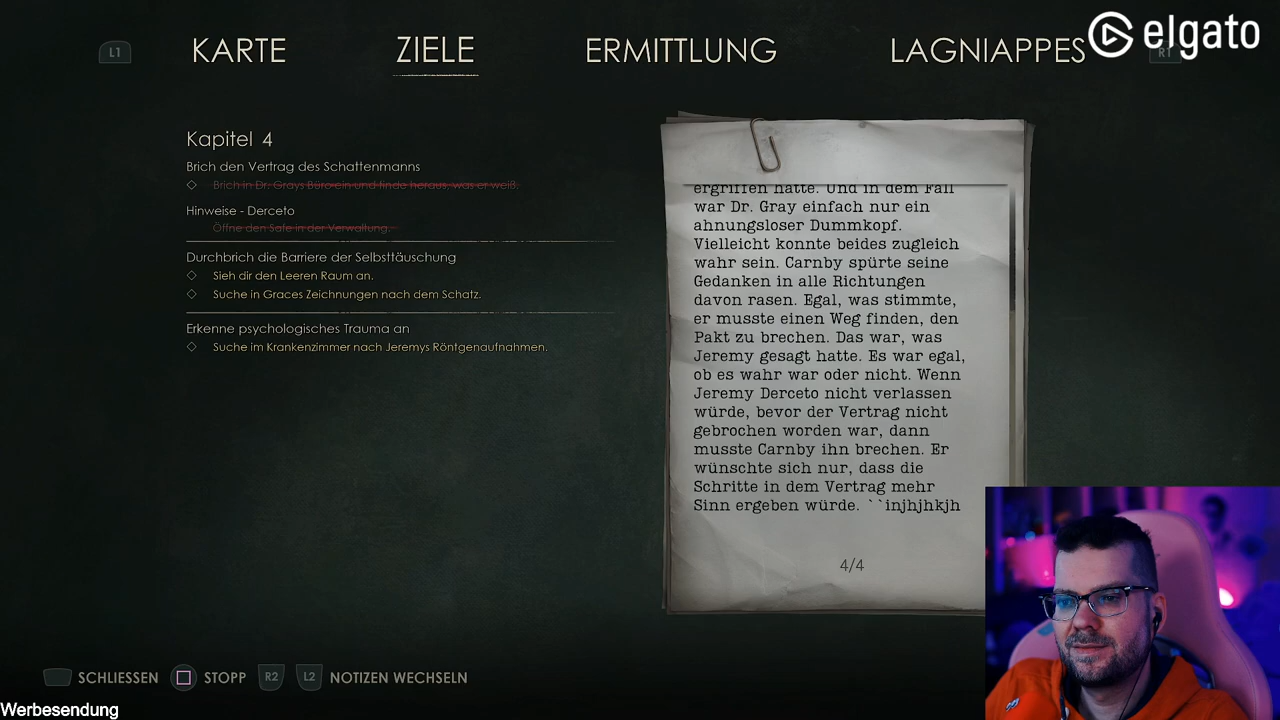 L1
KARTE
ZIELE
ERMITTLUNG
LAGNIAPPES
R1
elgato
Kapitel 4
Brich den Vertrag des Schattenmanns
Brich in Dr. Grays Büro ein und finde heraus, was er weiß.
Hinweise - Derceto
Öffne den Safe in der Verwaltung.
Durchbrich die Barriere der Selbsttäuschung
Sieh dir den Leeren Raum an.
Suche in Graces Zeichnungen nach dem Schatz.
Erkenne psychologisches Trauma an
Suche im Krankenzimmer nach Jeremys Röntgenaufnahmen.
ergriffen hatte. Und in dem Fall
war Dr. Gray einfach nur ein
ahnungsloser Dummkopf.
Vielleicht konnte beides zugleich
wahr sein. Carnby spürte seine
Gedanken in alle Richtungen
davon rasen. Egal, was stimmte,
er musste einen Weg finden, den
Pakt zu brechen. Das war, was
Jeremy gesagt hatte. Es war egal,
ob es wahr war oder nicht. Wenn
Jeremy Derceto nicht verlassen
würde, bevor der Vertrag nicht
gebrochen worden war, dann
musste Carnby ihn brechen. Er
wünschte sich nur, dass die
Schritte in dem Vertrag mehr
Sinn ergeben würde. ``injhjhkjh
4/4
SCHLIESSEN
STOPP
R2
L2
NOTIZEN WECHSELN
Werbesendung